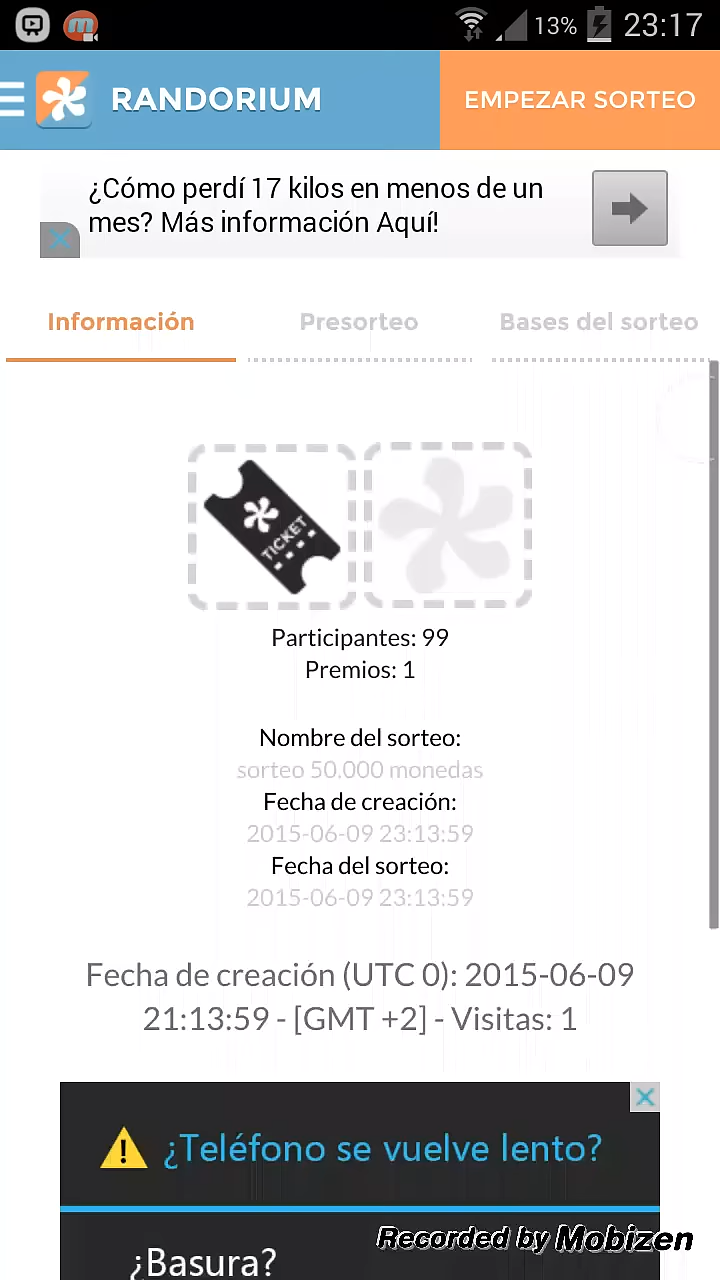 13% 23:17
RANDORIUM EMPEZAR SORTEO
¿Cómo perdí 17 kilos en menos de un
mes? Más información Aquí!
Información Presorteo Bases del sorteo
TICKET
Participantes: 99
Premios: 1
Nombre del sorteo:
sorteo 50.000 monedas
Fecha de creación:
2015-06-09 23:13:59
Fecha del sorteo:
2015-06-09 23:13:59
Fecha de creación (UTC 0): 2015-06-09
21:13:59 - [GMT +2] - Visitas: 1
¿Teléfono se vuelve lento?
Recorded by Mobizen
¿Basura?